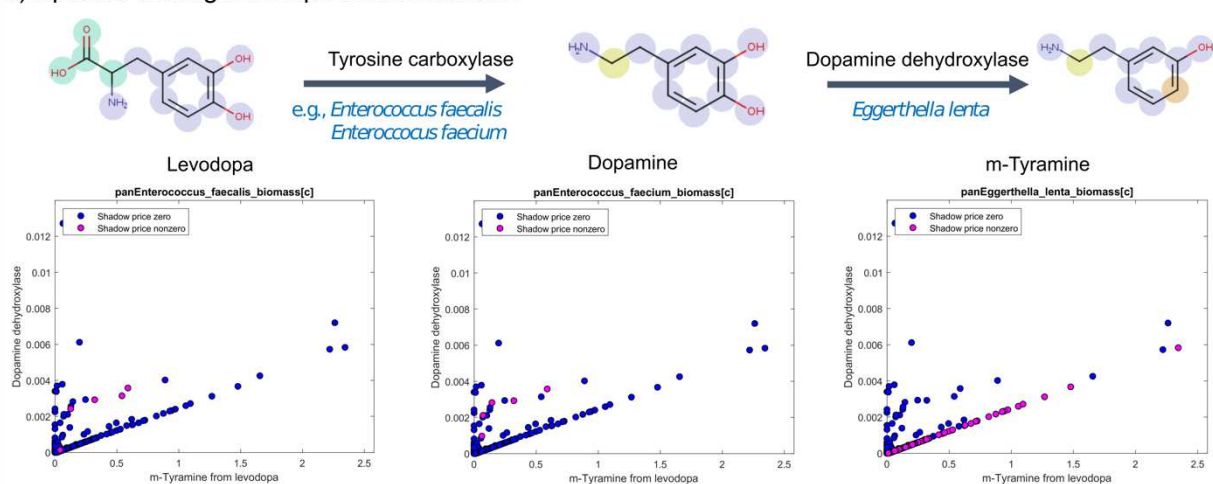 HO
O
NH₂
OH
OH
Tyrosine carboxylase
e.g., Enterococcus faecalis
Enteroccocus faecium
H₂N
OH
OH
Dopamine dehydroxylase
Eggerthella lenta
H₂N
OH
Levodopa
Dopamine
m-Tyramine
panEnterococcus_faecalis_biomass[c]
Shadow price zero
Shadow price nonzero
Dopamine dehydroxylase
0.012
0.01
0.008
0.006
0.004
0.002
0
0
0.5
1
1.5
2
2.5
m-Tyramine from levodopa
panEnterococcus_faecium_biomass[c]
Shadow price zero
Shadow price nonzero
Dopamine dehydroxylase
0.012
0.01
0.008
0.006
0.004
0.002
0
0
0.5
1
1.5
2
2.5
m-Tyramine from levodopa
panEggerthella_lenta_biomass[c]
Shadow price zero
Shadow price nonzero
Dopamine dehydroxylase
0.012
0.01
0.008
0.006
0.004
0.002
0
0
0.5
1
1.5
2
2.5
m-Tyramine from levodopa